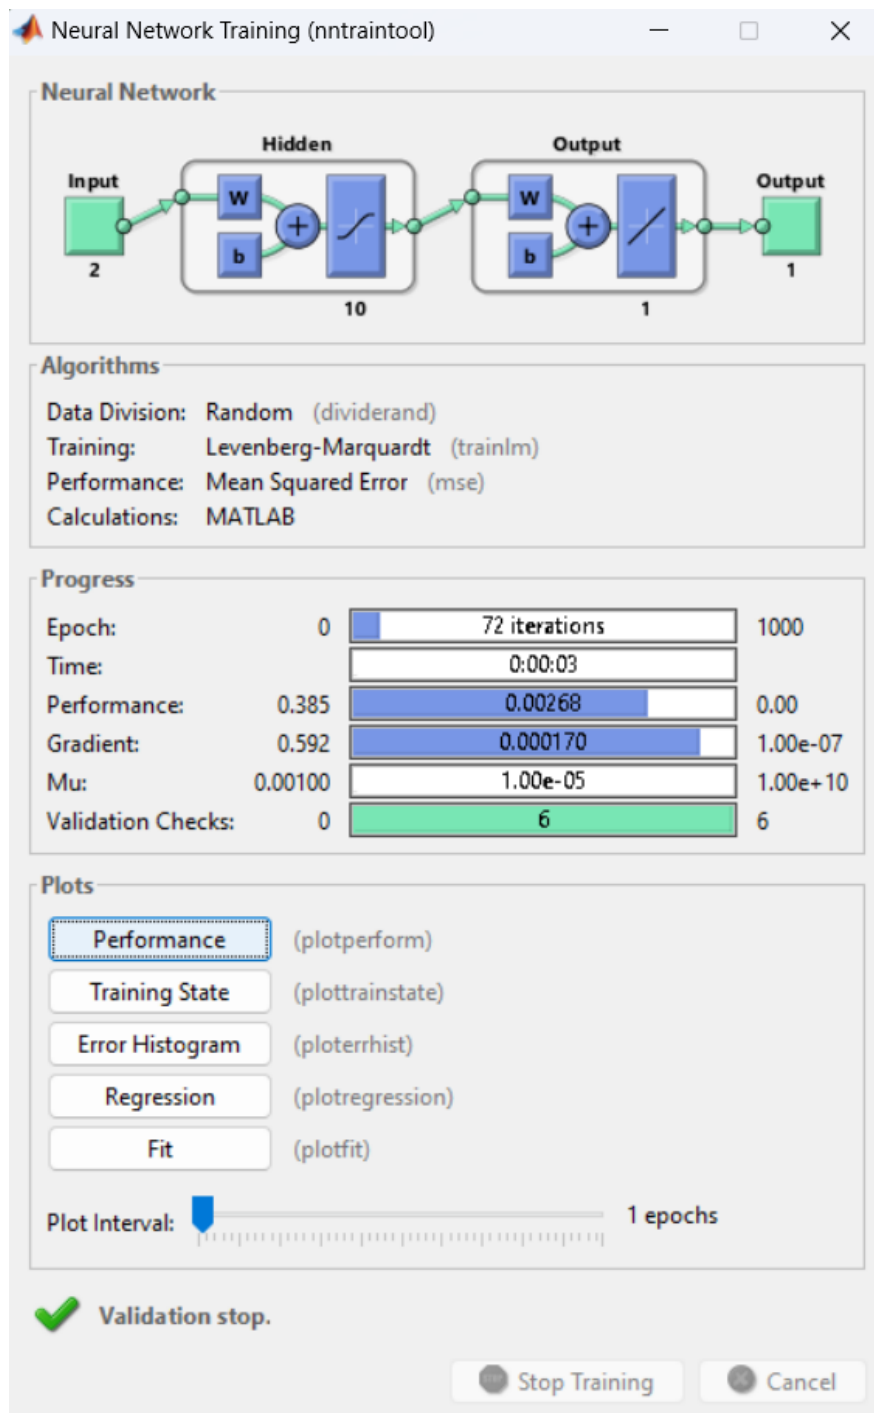 Neural Network Training (nntraintool)
Neural Network
Hidden Output
Input Output
W W
b b
2 1
10 1
Algorithms
Data Division: Random (dividerand)
Training: Levenberg-Marquardt (trainlm)
Performance: Mean Squared Error (mse)
Calculations: MATLAB
Progress
Epoch: 0 72 iterations 1000
Time: 0:00:03
Performance: 0.385 0.00268 0.00
Gradient: 0.592 0.000170 1.00e-07
Mu: 0.00100 1.00e-05 1.00e+10
Validation Checks: 0 6 6
Plots
Performance (plotperform)
Training State (plottrainstate)
Error Histogram (ploterrhist)
Regression (plotregression)
Fit (plotfit)
Plot Interval: 1 epochs
Validation stop.
Stop Training Cancel